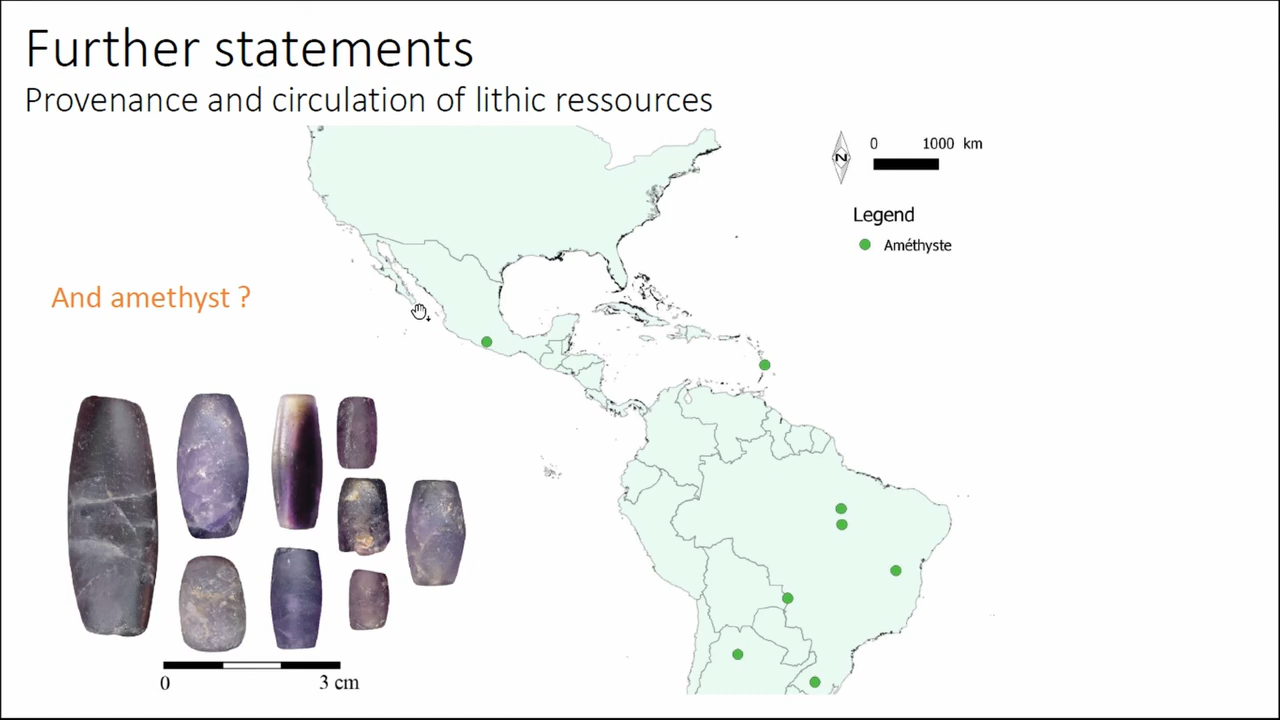 Further statements
Provenance and circulation of lithic ressources
0 1000 km
N
Legend
Améthyste
And amethyst ?
0 3 cm